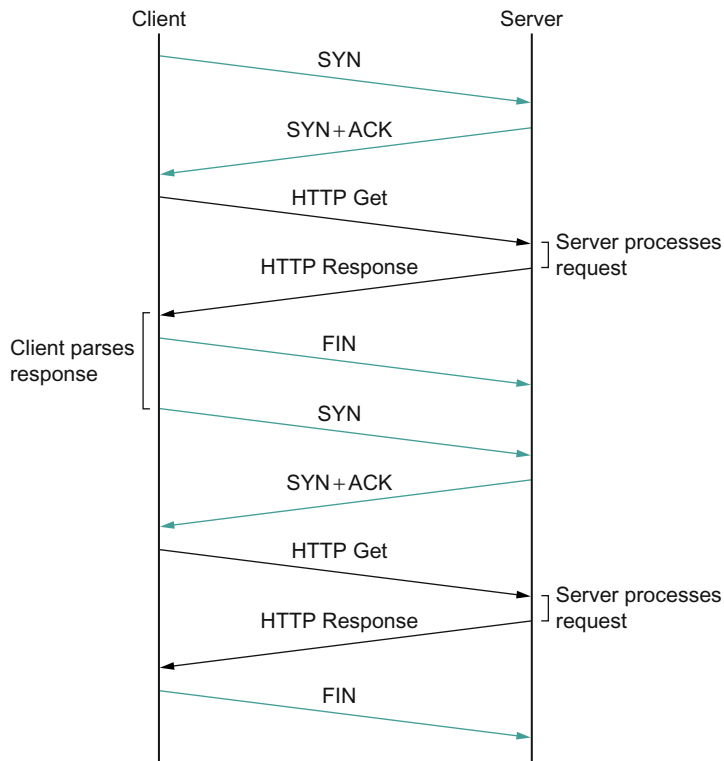 Client
Server
SYN
SYN+ACK
HTTP Get
Server processes
request
HTTP Response
Client parses
response
FIN
SYN
SYN+ACK
HTTP Get
Server processes
request
HTTP Response
FIN